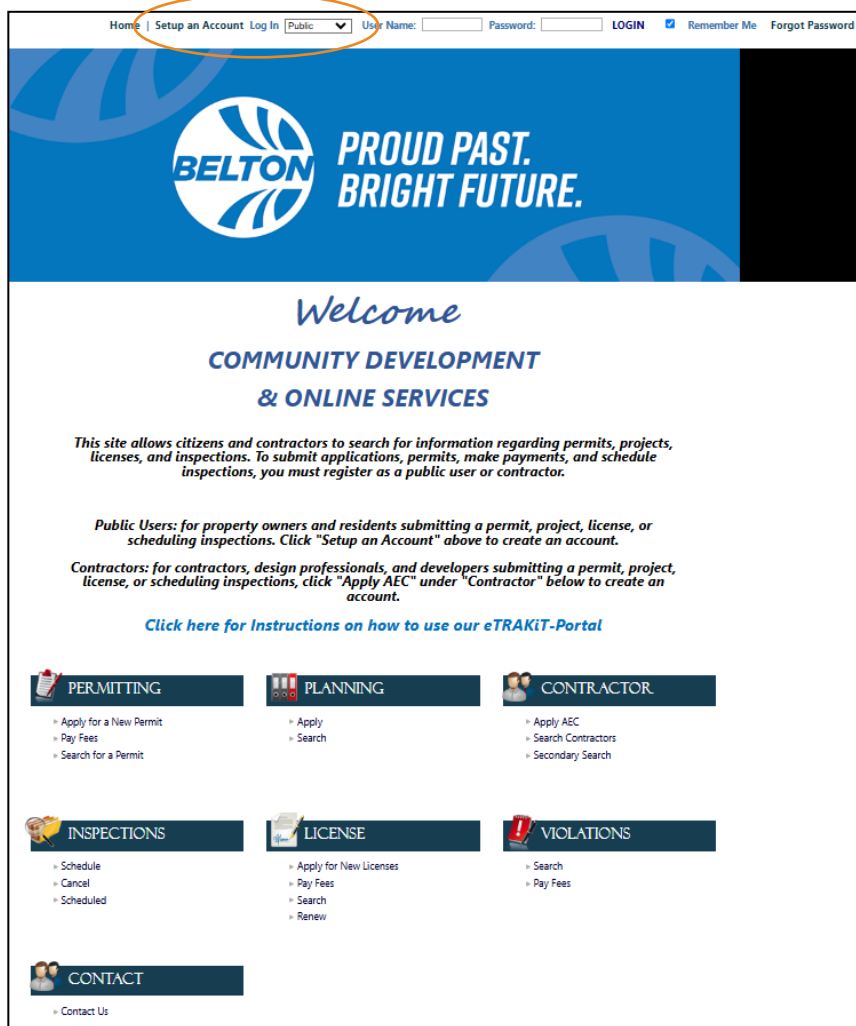 Home | Setup an Account Log In Public User Name: Password: LOGIN Remember Me Forgot Password
BELTON
PROUD PAST.
BRIGHT FUTURE.
Welcome
COMMUNITY DEVELOPMENT
& ONLINE SERVICES
This site allows citizens and contractors to search for information regarding permits, projects,
licenses, and inspections. To submit applications, permits, make payments, and schedule
inspections, you must register as a public user or contractor.
Public Users: for property owners and residents submitting a permit, project, license, or
scheduling inspections. Click "Setup an Account" above to create an account.
Contractors: for contractors, design professionals, and developers submitting a permit, project,
license, or scheduling inspections, click "Apply AEC" under "Contractor" below to create an
account.
Click here for Instructions on how to use our eTRAKiT-Portal
PERMITTING
Apply for a New Permit
Pay Fees
Search for a Permit
PLANNING
Apply
Search
CONTRACTOR
Apply AEC
Search Contractors
Secondary Search
INSPECTIONS
Schedule
Cancel
Scheduled
LICENSE
Apply for New Licenses
Pay Fees
Search
Renew
VIOLATIONS
Search
Pay Fees
CONTACT
Contact Us